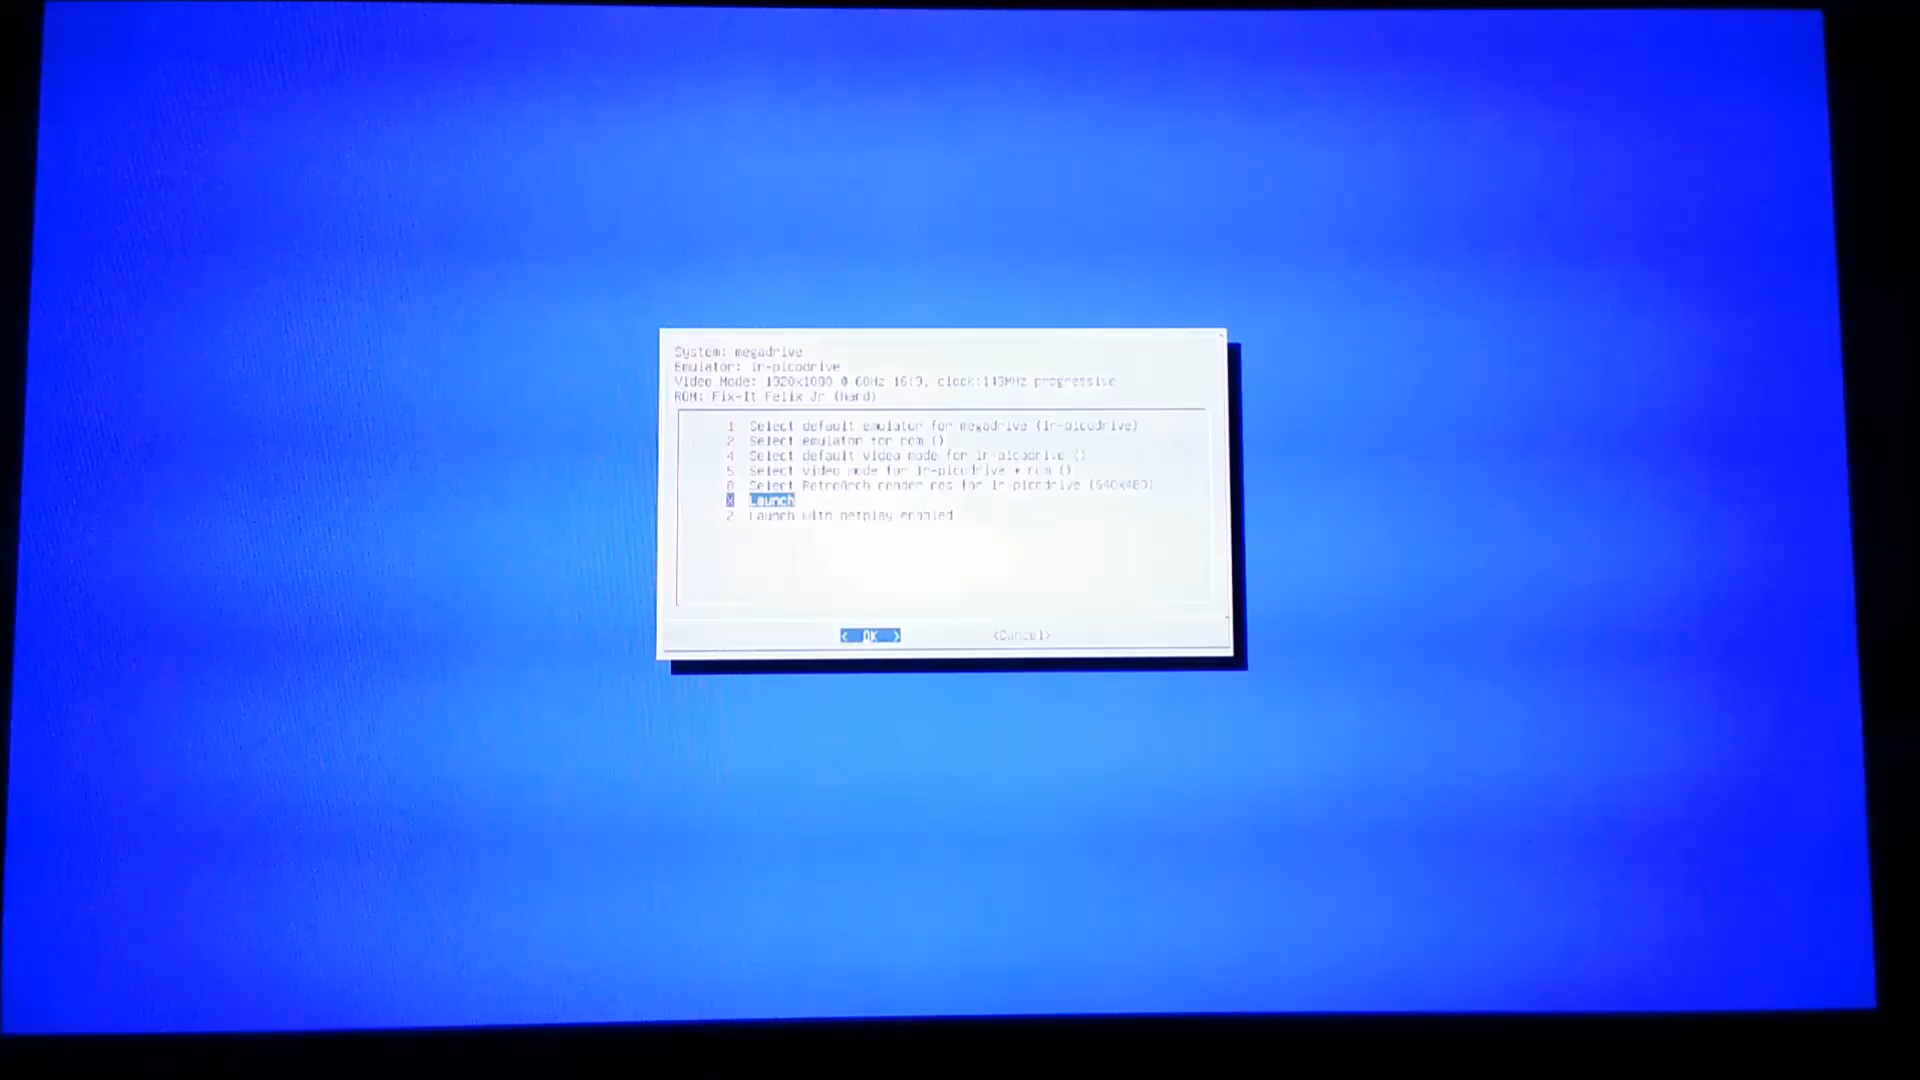 System: megadrive
Emulator: lr-picodrive
Video Mode: 1920x1080 @ 60Hz 16:9, clock:148MHz progressive
ROM: Fix-It Felix Jr (hard)
1 Select default emulator for megadrive (lr-picodrive)
2 Select emulator for rom ()
4 Select default video mode for lr-picodrive ()
5 Select video mode for lr-picodrive + rom ()
8 Select RetroArch render res for lr-picodrive (640x480)
X Launch
Z Launch with netplay enabled
< OK > <Cancel>